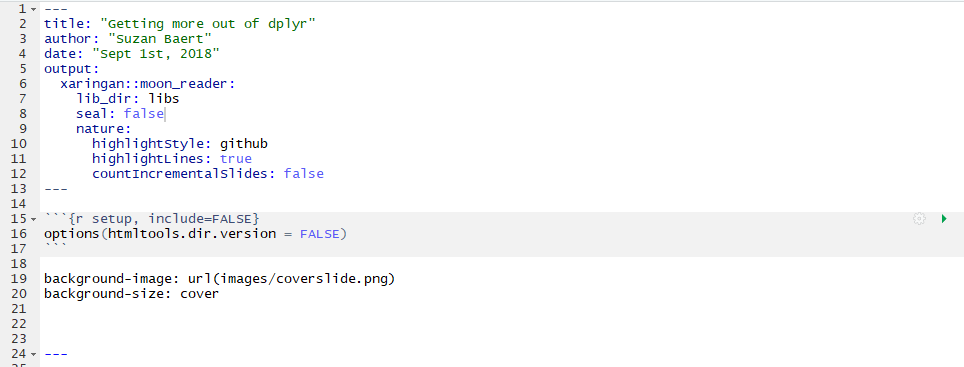 1 ---
2 title: "Getting more out of dplyr"
3 author: "Suzan Baert"
4 date: "Sept 1st, 2018"
5 output:
6   xaringan::moon_reader:
7     lib_dir: libs
8     seal: false
9     nature:
10       highlightStyle: github
11       highlightLines: true
12       countIncrementalSlides: false
13 ---
14
15 ```{r setup, include=FALSE}
16 options(htmltools.dir.version = FALSE)
17 ```
18
19 background-image: url(images/coverslide.png)
20 background-size: cover
21
22
23
24 ---